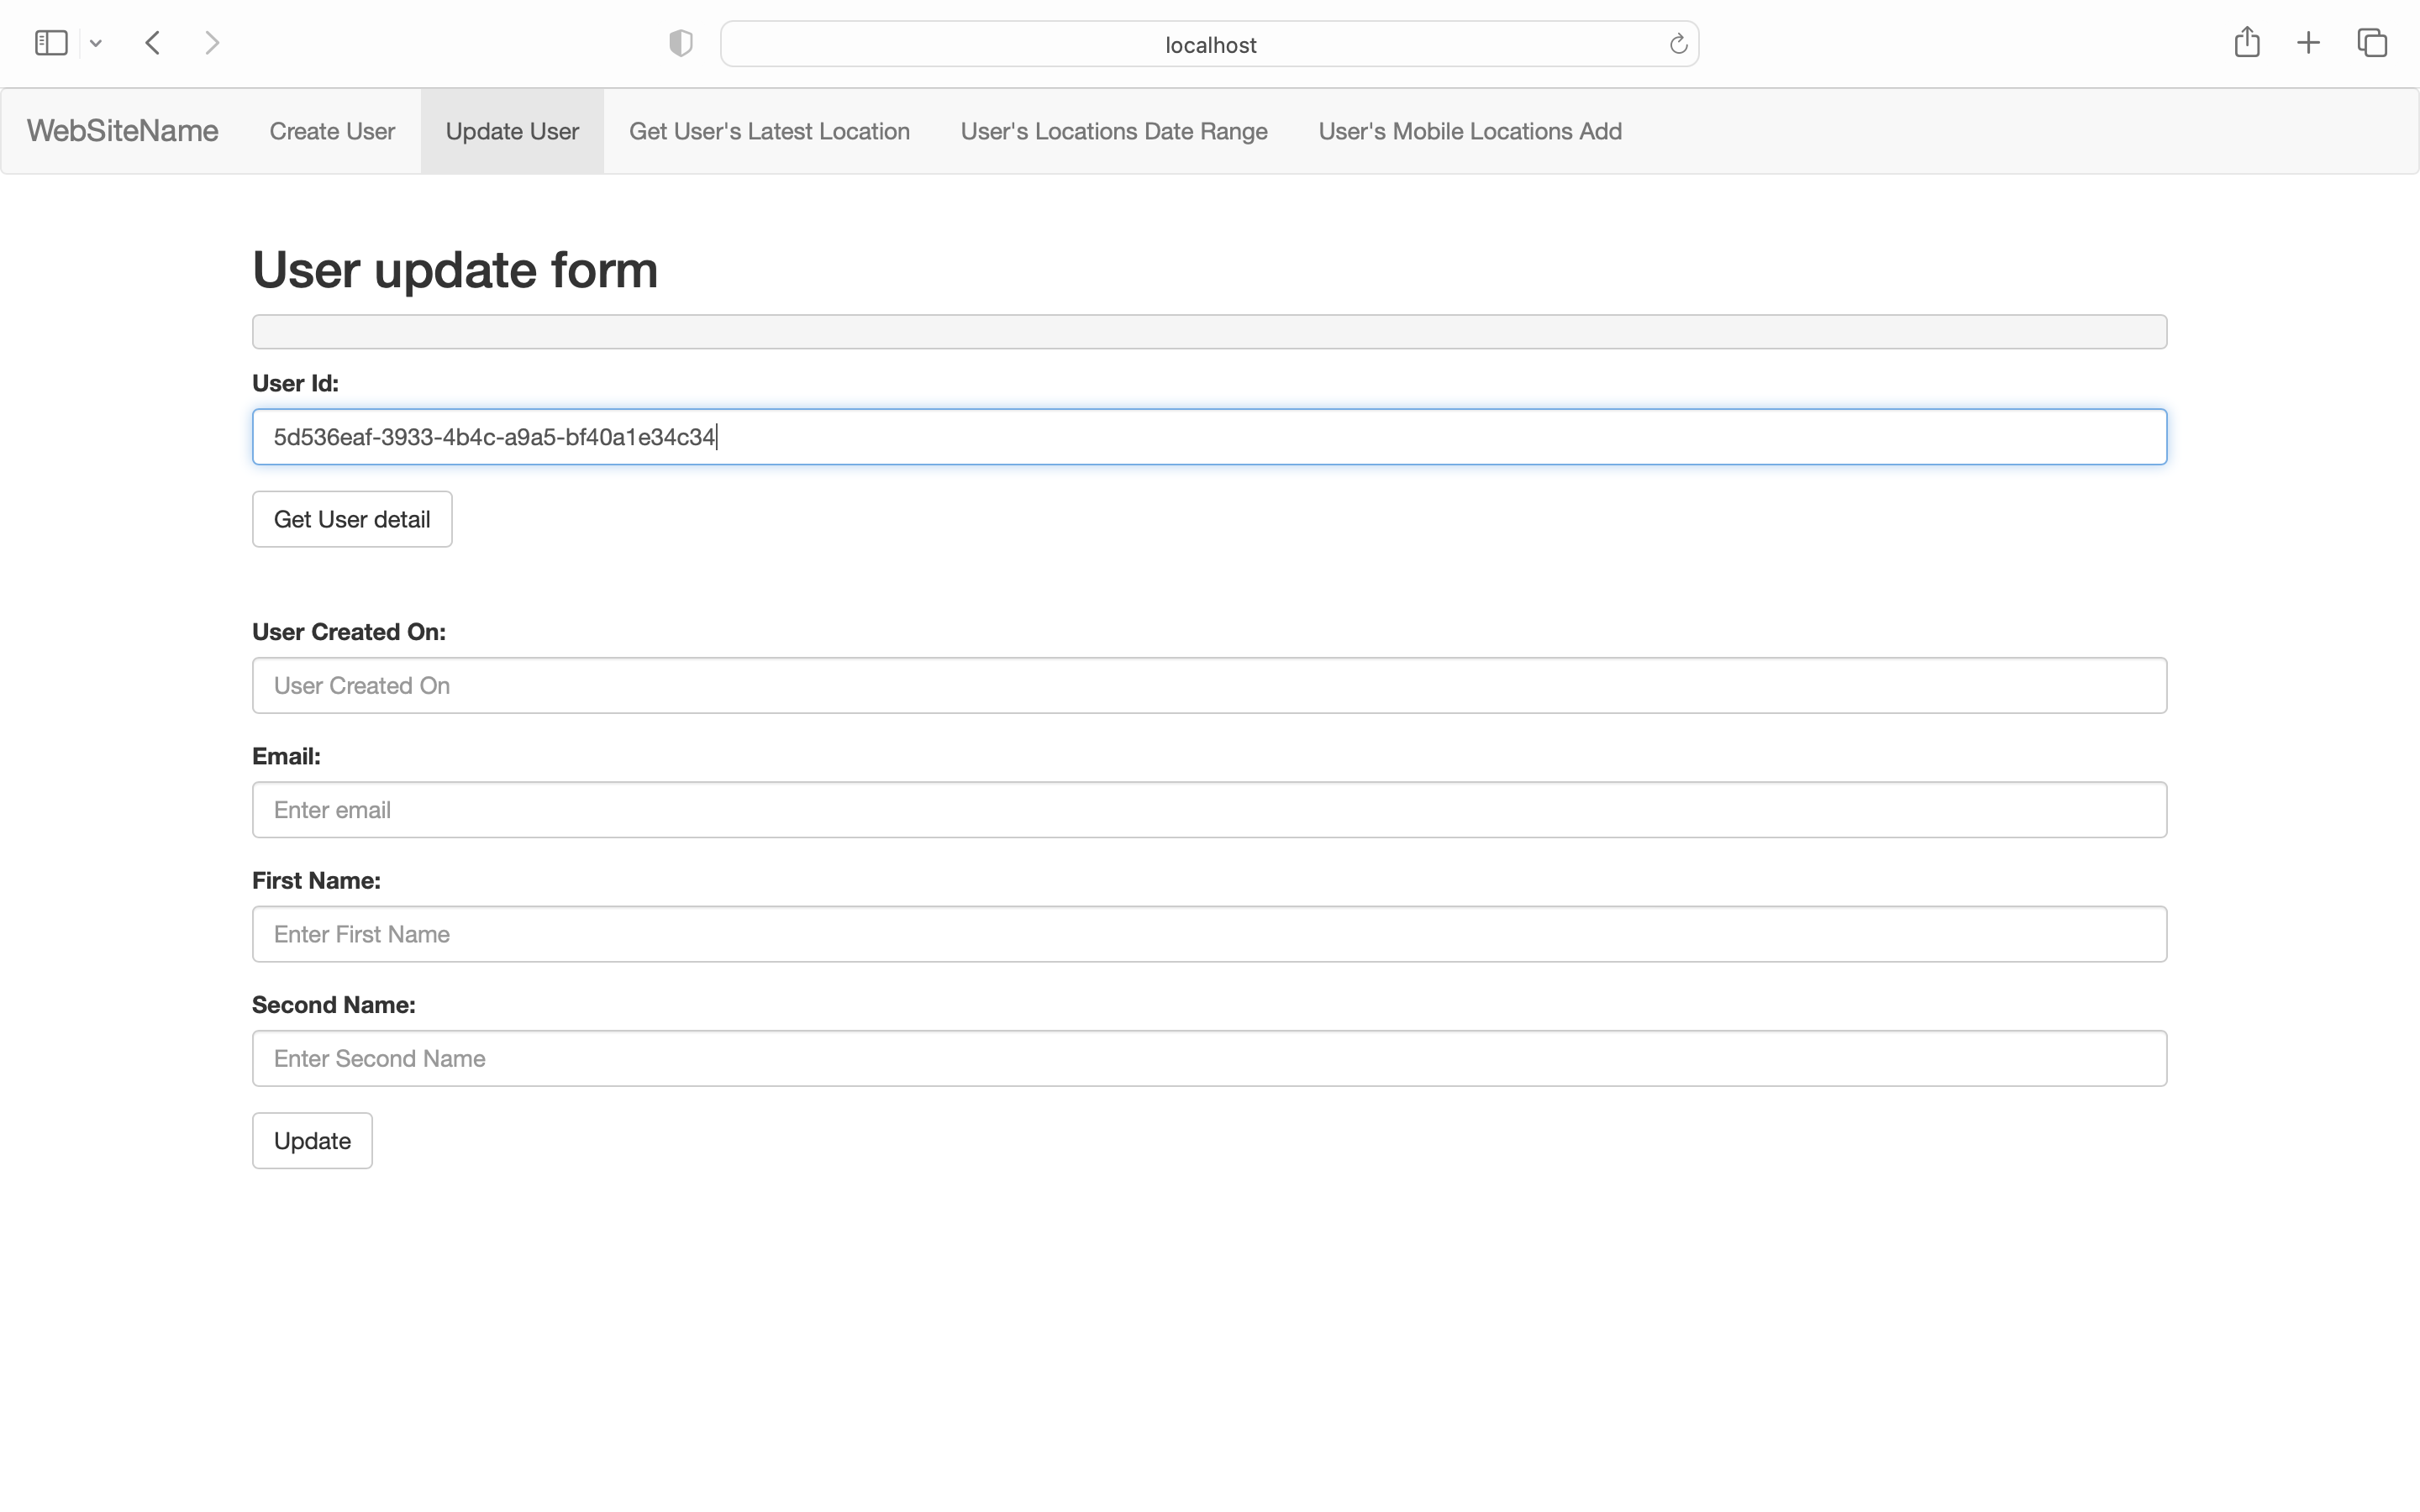 localhost
WebSiteName Create User Update User Get User's Latest Location User's Locations Date Range User's Mobile Locations Add
User update form
User Id:
5d536eaf-3933-4b4c-a9a5-bf40a1e34c34
Get User detail
User Created On:
User Created On
Email:
Enter email
First Name:
Enter First Name
Second Name:
Enter Second Name
Update